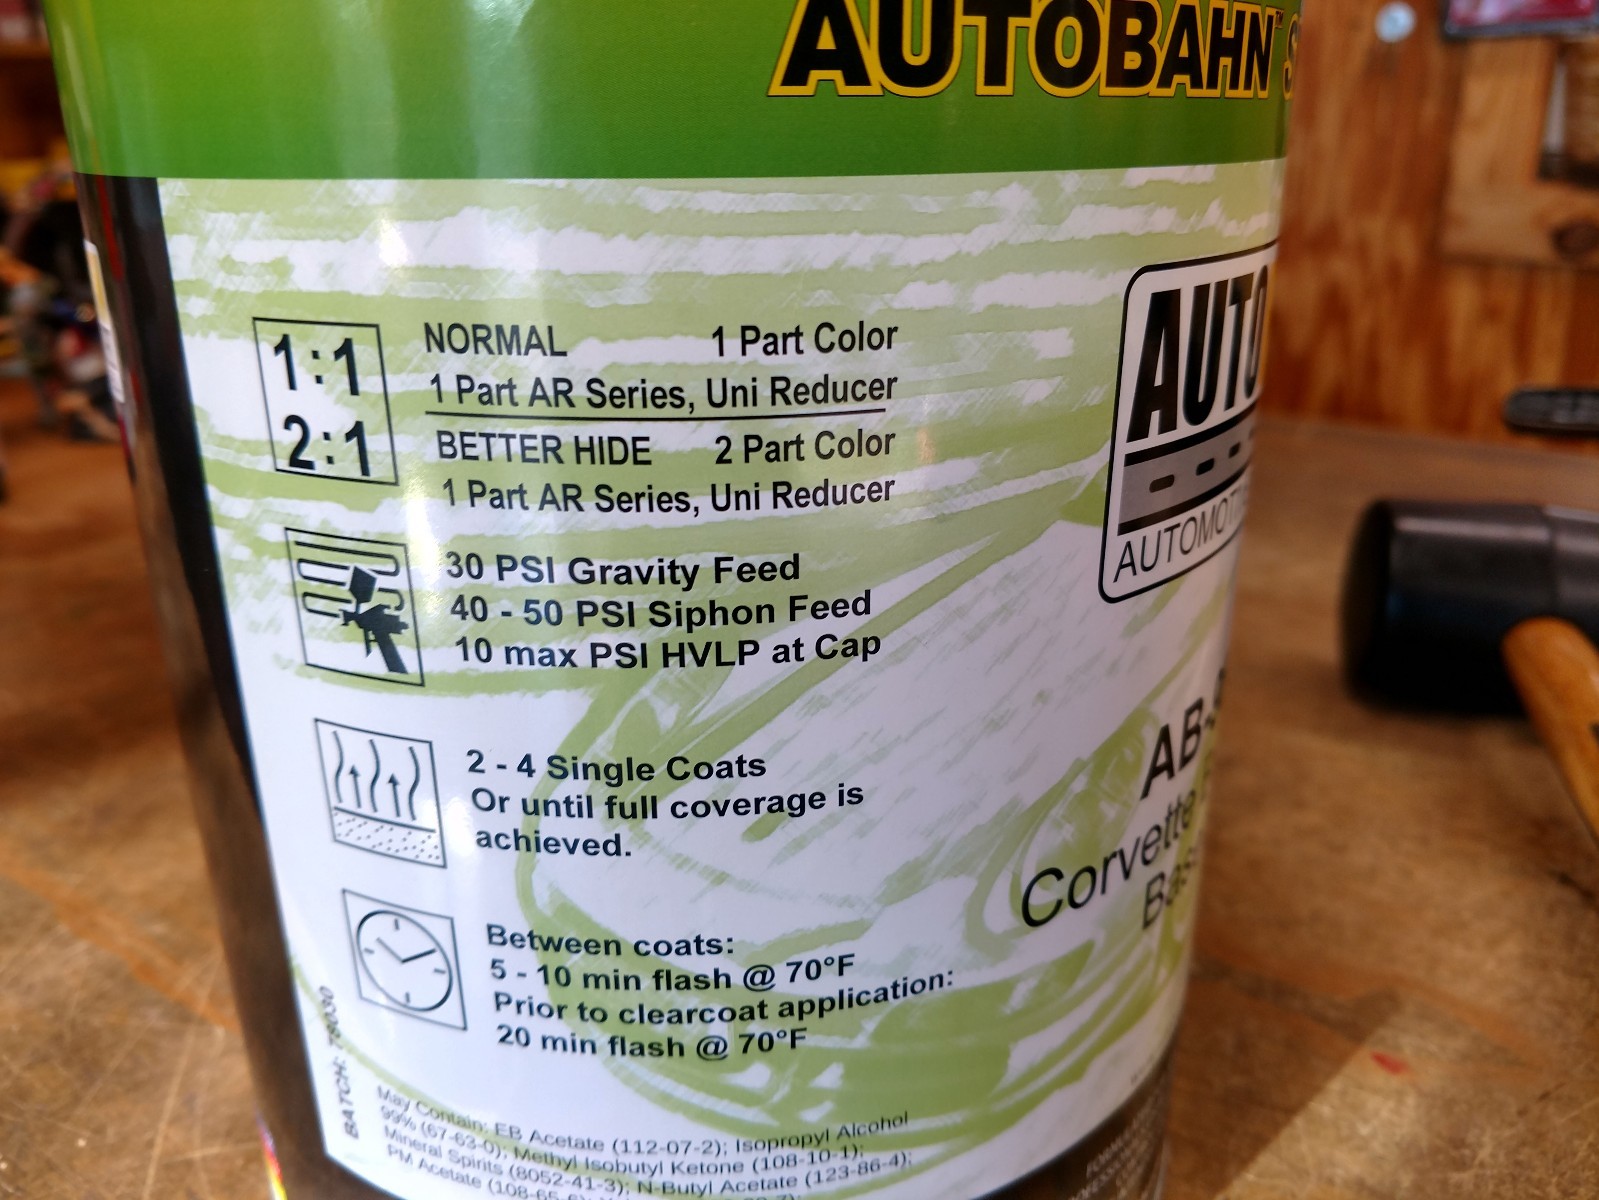 AUTOBAHN™
1:1
2:1
NORMAL 1 Part Color
1 Part AR Series, Uni Reducer
BETTER HIDE 2 Part Color
1 Part AR Series, Uni Reducer
30 PSI Gravity Feed
40 - 50 PSI Siphon Feed
10 max PSI HVLP at Cap
2 - 4 Single Coats
Or until full coverage is
achieved.
Between coats:
5 - 10 min flash @ 70°F
Prior to clearcoat application:
20 min flash @ 70°F
BATCH:
May Contain: EB Acetate (112-07-2); Isopropyl Alcohol
99% (67-63-0); Methyl Isobutyl Ketone (108-10-1);
Mineral Spirits (8052-41-3); N-Butyl Acetate (123-86-4);
PM Acetate
AUTO
AB-
Corvette